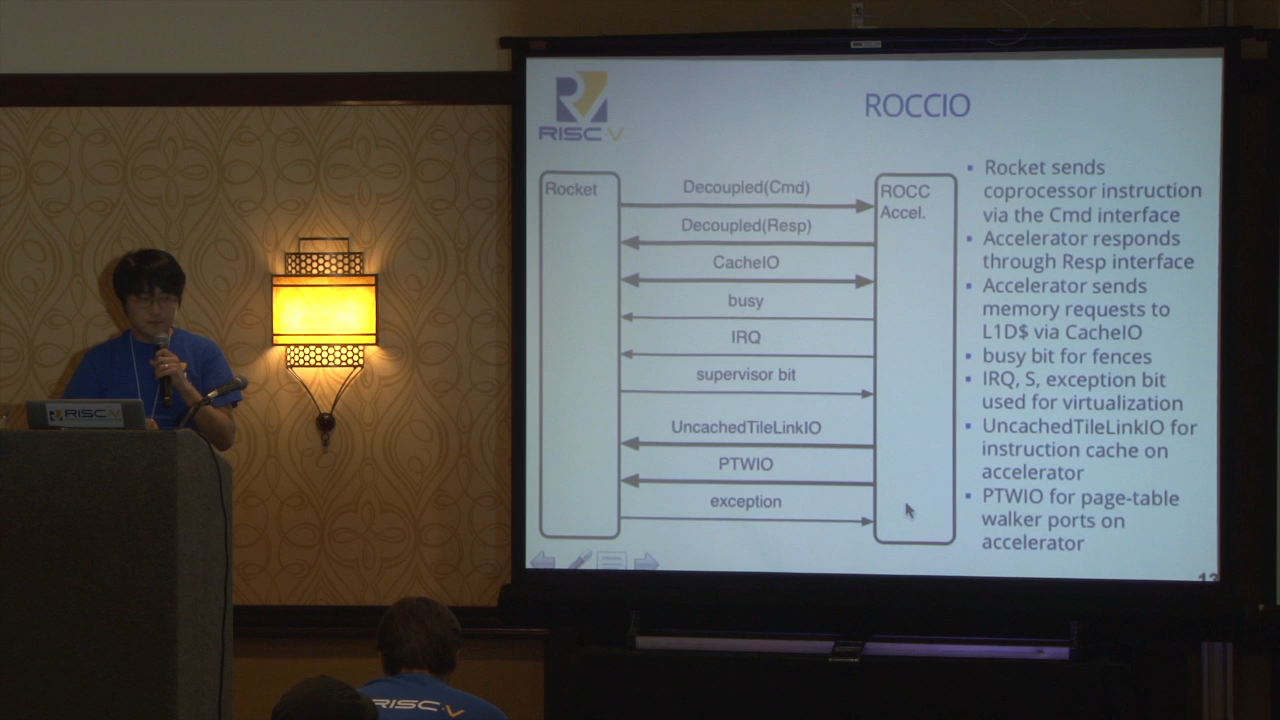 RISC-V
ROCCIO
Rocket
Decoupled(Cmd)
ROCC
Accel.
Decoupled(Resp)
CacheIO
busy
IRQ
supervisor bit
UncachedTileLinkIO
PTWIO
exception
▪ Rocket sends
coprocessor instruction
via the Cmd interface
▪ Accelerator responds
through Resp interface
▪ Accelerator sends
memory requests to
L1D$ via CacheIO
▪ busy bit for fences
▪ IRQ, S, exception bit
used for virtualization
▪ UncachedTileLinkIO for
instruction cache on
accelerator
▪ PTWIO for page-table
walker ports on
accelerator
RISC-V
RISC-V